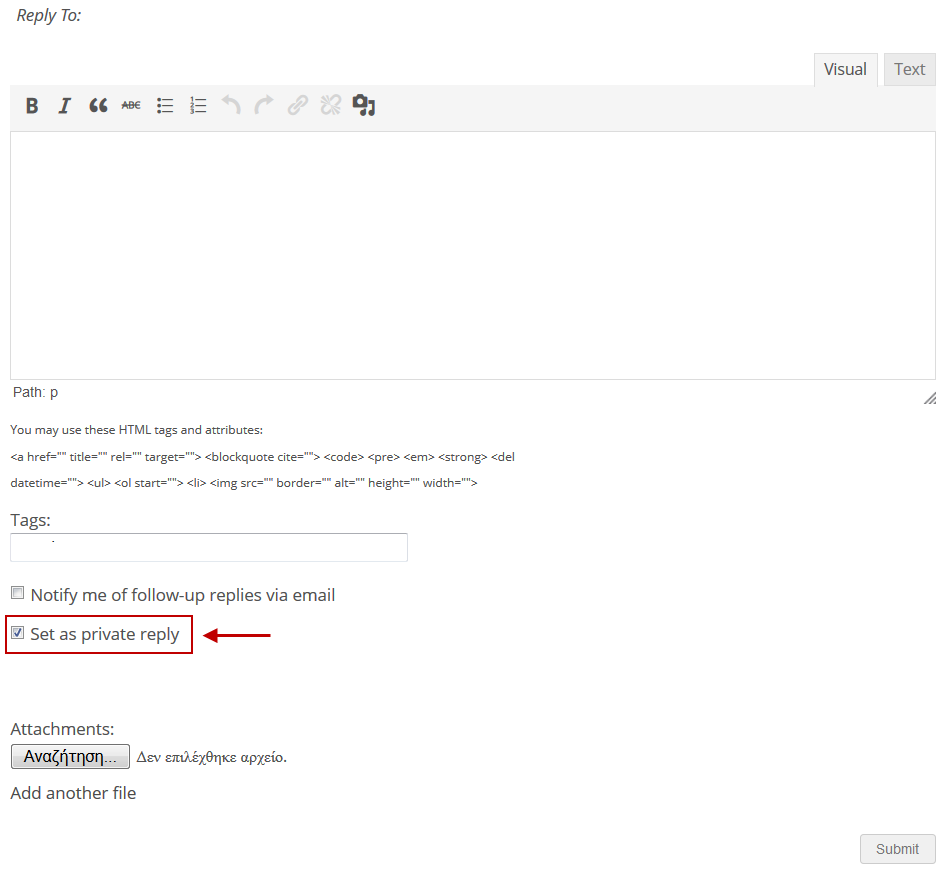 Reply To:
Visual Text
B I ABC
Path: p
You may use these HTML tags and attributes:
<a href="" title="" rel="" target=""> <blockquote cite=""> <code> <pre> <em> <strong> <del
datetime=""> <ul> <ol start=""> <li> <img src="" border="" alt="" height="" width="">
Tags:
Notify me of follow-up replies via email
Set as private reply
Attachments:
Αναζήτηση... Δεν επιλέχθηκε αρχείο.
Add another file
Submit